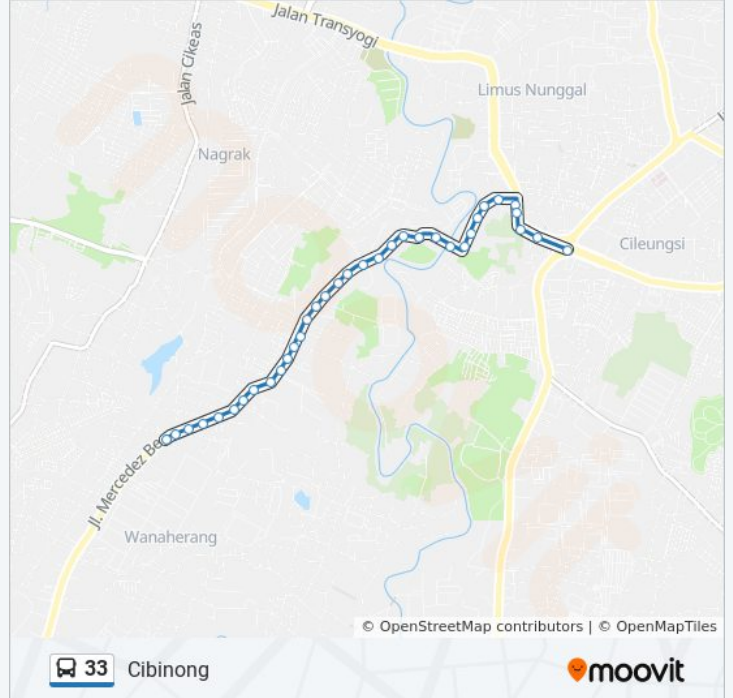 Jalan Transyogi
Jalan Cikeas
Limus Nunggal
Nagrak
Cileungsi
Jl. Mercedez Be
Wanaherang
© OpenStreetMap contributors | © OpenMapTiles
33 Cibinong
moovit